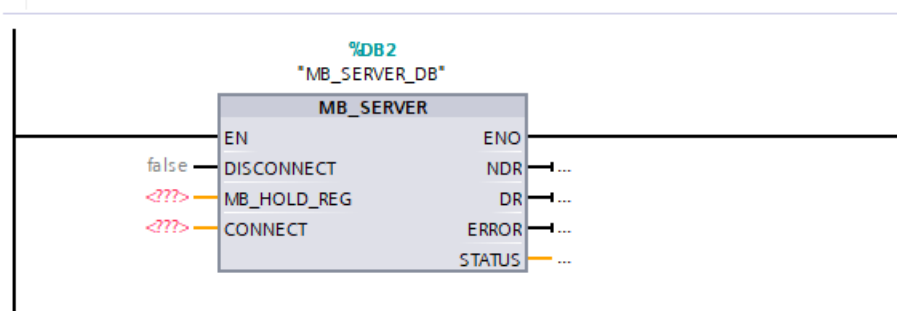 %DB2
"MB_SERVER_DB"
MB_SERVER
EN ENO
false DISCONNECT NDR ...
<???> MB_HOLD_REG DR ...
<???> CONNECT ERROR ...
STATUS ...